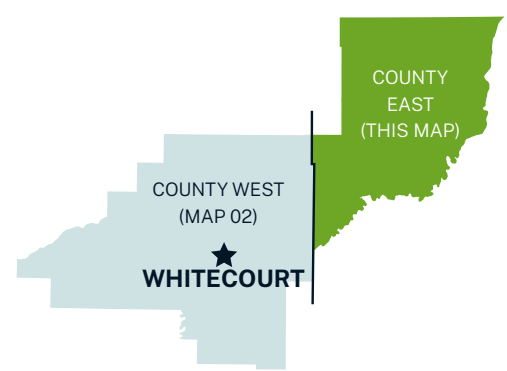 COUNTY
EAST
(THIS MAP)
COUNTY WEST
(MAP 02)
WHITECOURT